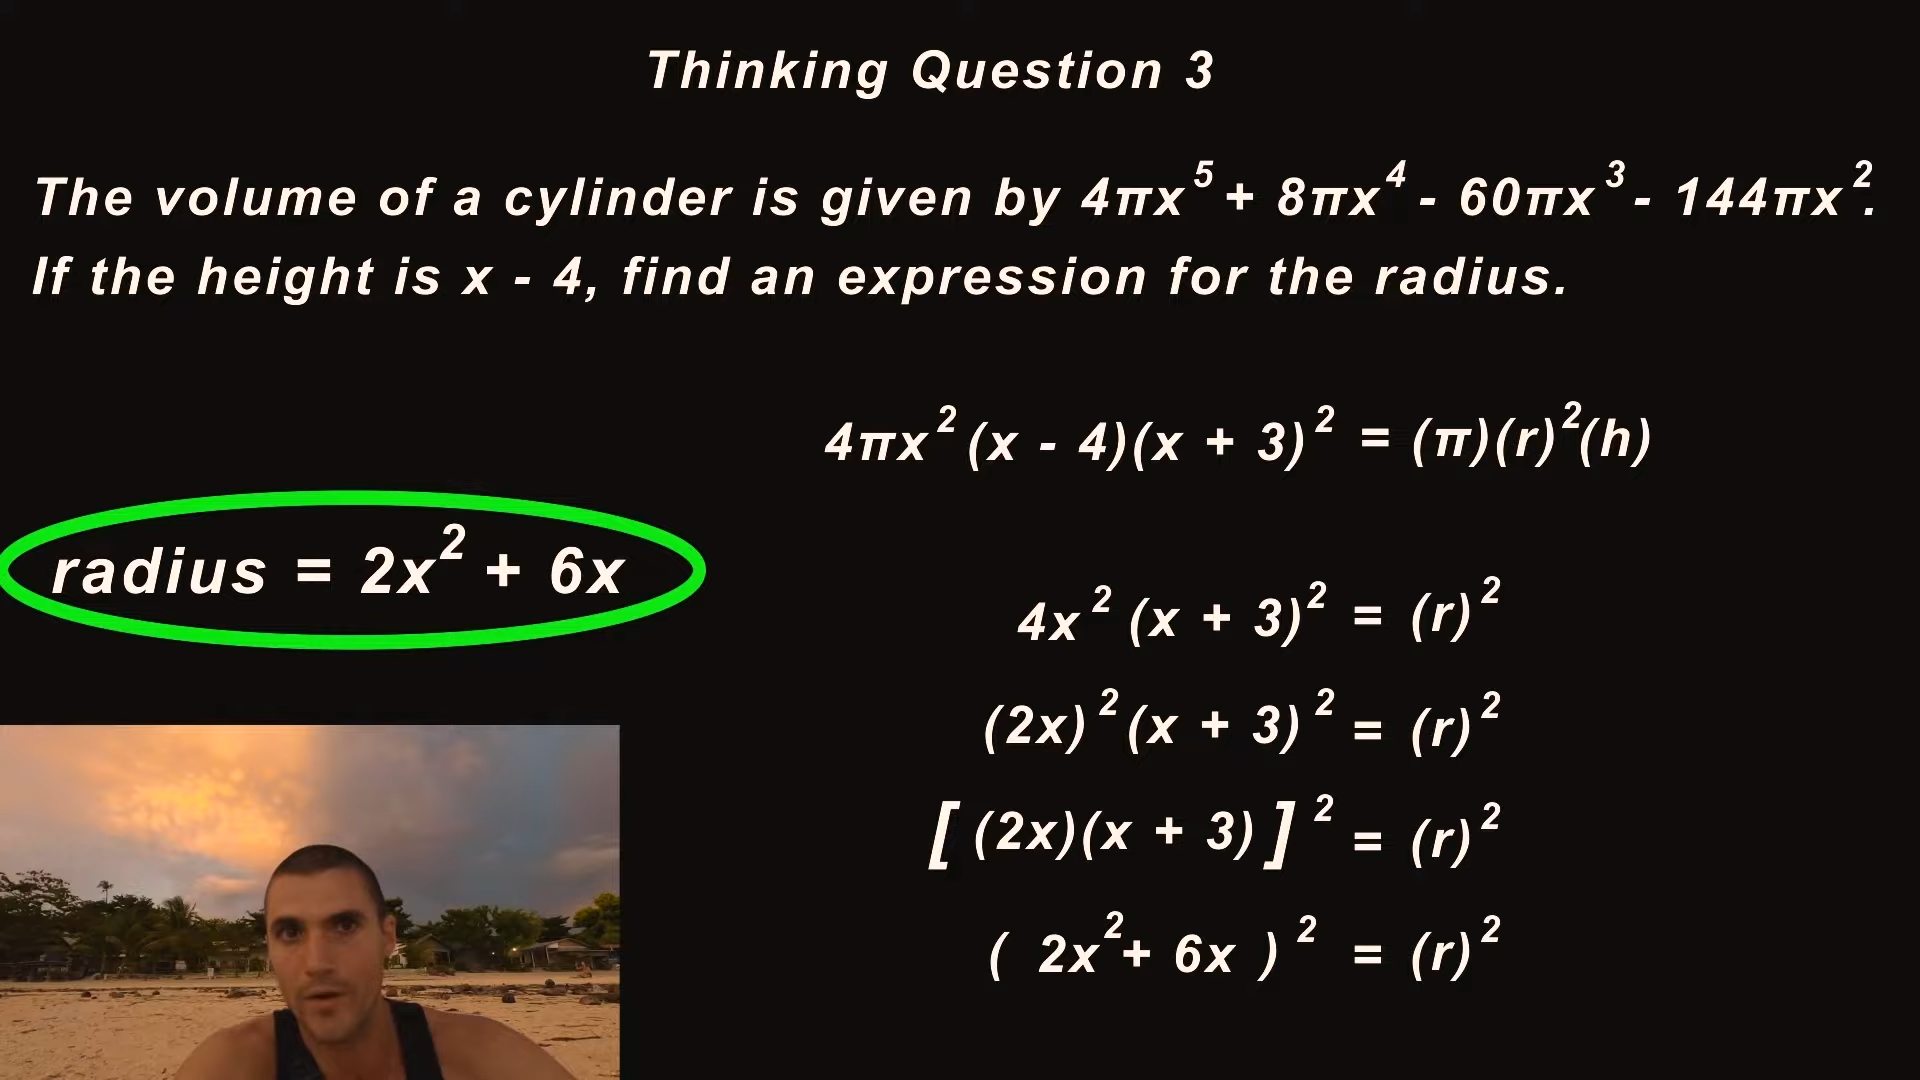 Thinking Question 3
The volume of a cylinder is given by 4πx⁵ + 8πx⁴ - 60πx³ - 144πx².
If the height is x - 4, find an expression for the radius.
4πx²(x - 4)(x + 3)² = (π)(r)²(h)
radius = 2x² + 6x
4x²(x + 3)² = (r)²
(2x)²(x + 3)² = (r)²
[(2x)(x + 3)]² = (r)²
( 2x² + 6x )² = (r)²